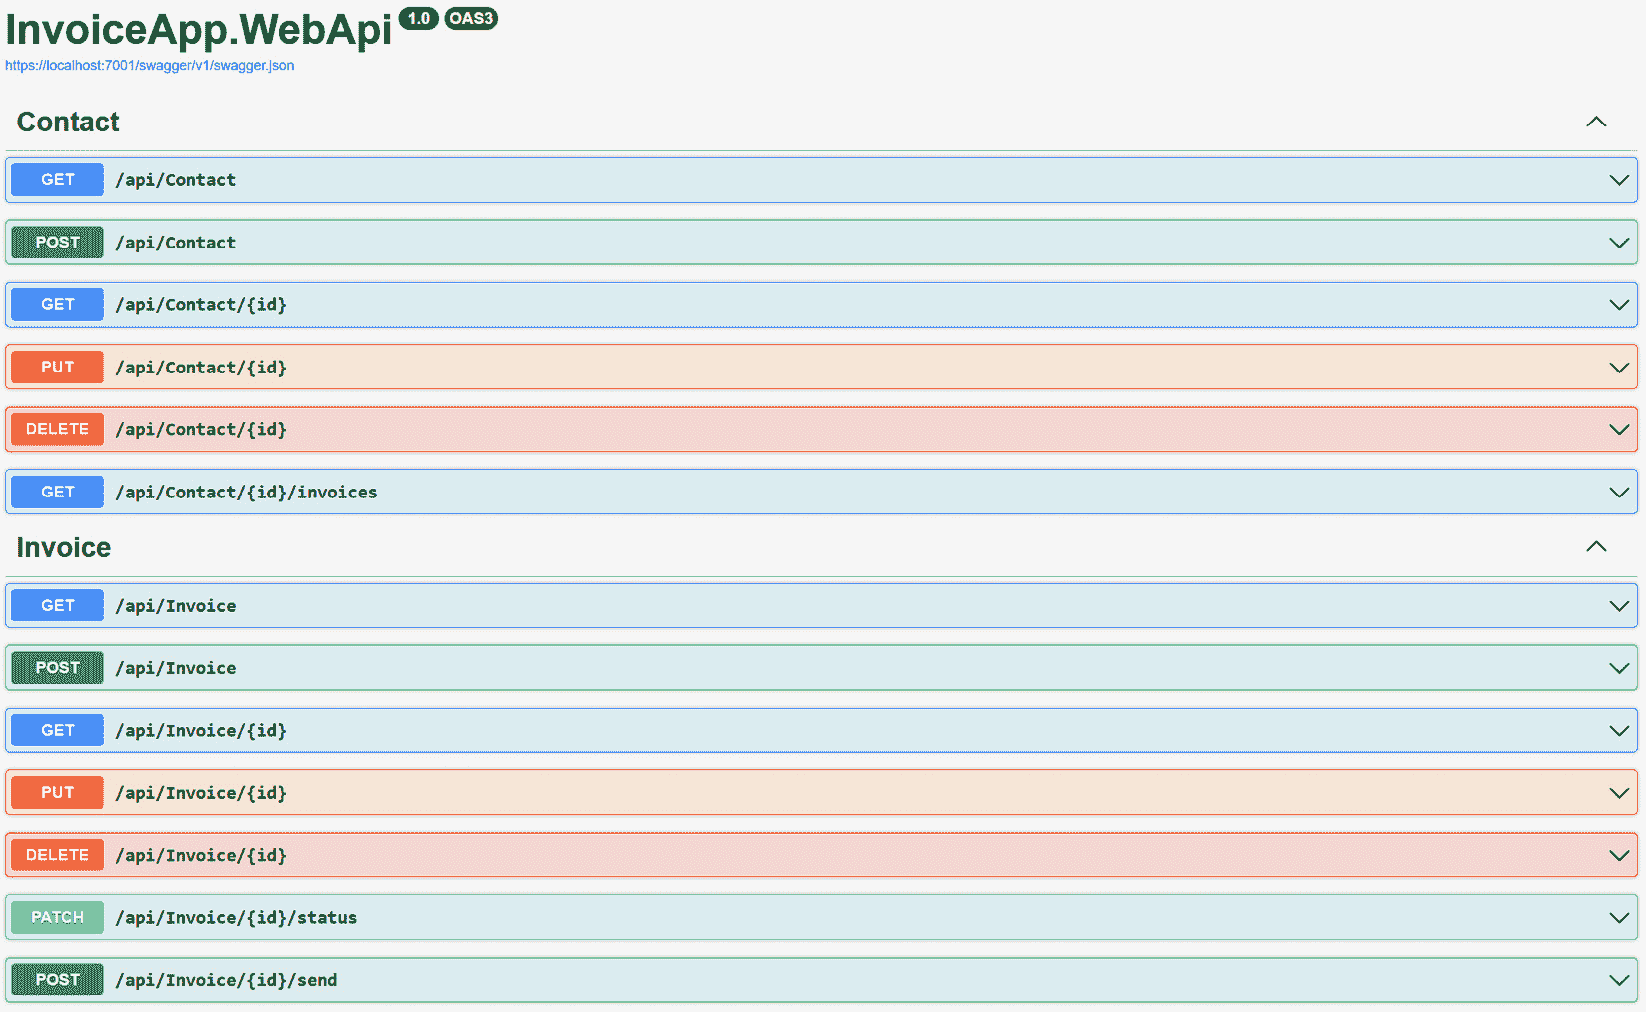 InvoiceApp.WebApi 1.0 OAS3
https://localhost:7001/swagger/v1/swagger.json
Contact
GET /api/Contact
POST /api/Contact
GET /api/Contact/{id}
PUT /api/Contact/{id}
DELETE /api/Contact/{id}
GET /api/Contact/{id}/invoices
Invoice
GET /api/Invoice
POST /api/Invoice
GET /api/Invoice/{id}
PUT /api/Invoice/{id}
DELETE /api/Invoice/{id}
PATCH /api/Invoice/{id}/status
POST /api/Invoice/{id}/send